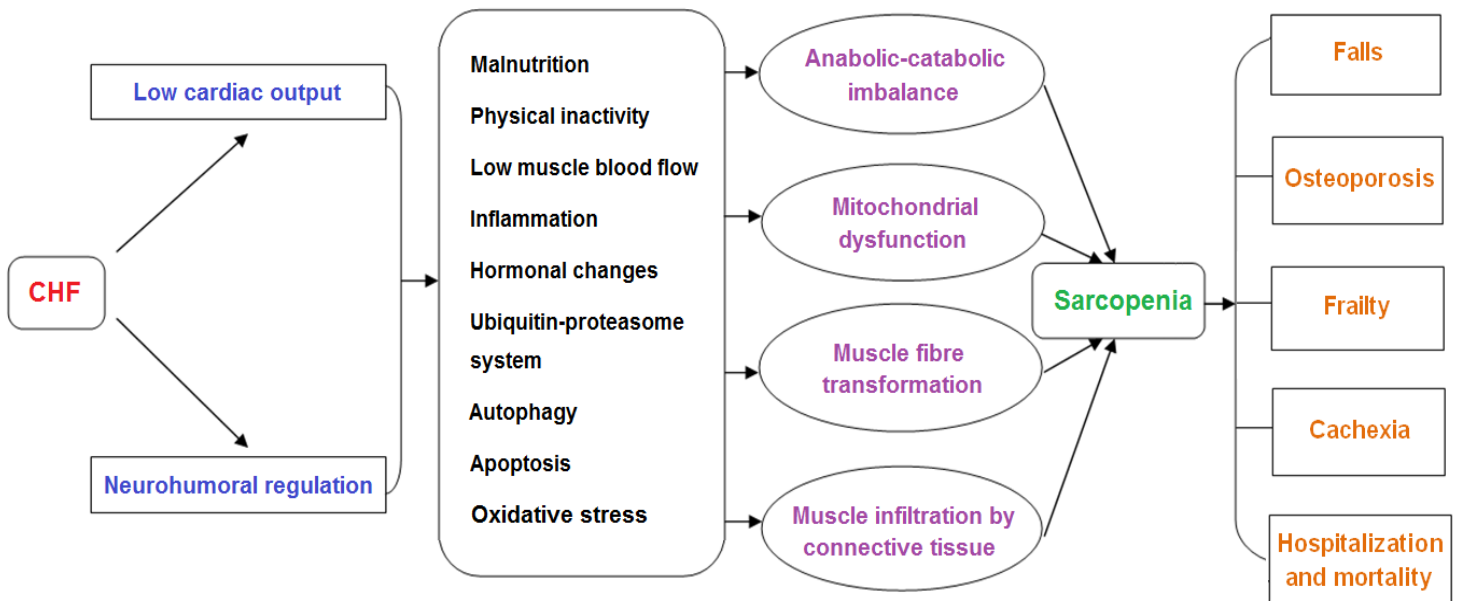 CHF
Low cardiac output
Neurohumoral regulation
Malnutrition
Physical inactivity
Low muscle blood flow
Inflammation
Hormonal changes
Ubiquitin-proteasome
system
Autophagy
Apoptosis
Oxidative stress
Anabolic-catabolic
imbalance
Mitochondrial
dysfunction
Muscle fibre
transformation
Muscle infiltration by
connective tissue
Sarcopenia
Falls
Osteoporosis
Frailty
Cachexia
Hospitalization
and mortality